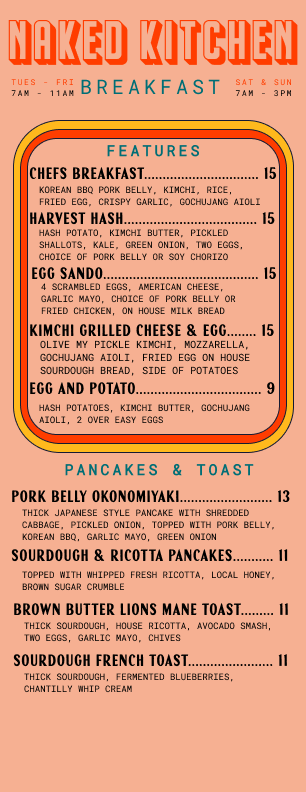 NAKED KITCHEN
TUES - FRI BREAKFAST SAT & SUN
7AM - 11AM 7AM - 3PM
FEATURES
CHEFS BREAKFAST............................... 15
KOREAN BBQ PORK BELLY, KIMCHI, RICE,
FRIED EGG, CRISPY GARLIC, GOCHUJANG AIOLI
HARVEST HASH..................................... 15
HASH POTATO, KIMCHI BUTTER, PICKLED
SHALLOTS, KALE, GREEN ONION, TWO EGGS,
CHOICE OF PORK BELLY OR SOY CHORIZO
EGG SANDO.......................................... 15
4 SCRAMBLED EGGS, AMERICAN CHEESE,
GARLIC MAYO, CHOICE OF PORK BELLY OR
FRIED CHICKEN, ON HOUSE MILK BREAD
KIMCHI GRILLED CHEESE & EGG........ 15
OLIVE MY PICKLE KIMCHI, MOZZARELLA,
GOCHUJANG AIOLI, FRIED EGG ON HOUSE
SOURDOUGH BREAD, SIDE OF POTATOES
EGG AND POTATO.................................. 9
HASH POTATOES, KIMCHI BUTTER, GOCHUJANG
AIOLI, 2 OVER EASY EGGS
PANCAKES & TOAST
PORK BELLY OKONOMIYAKI......................... 13
THICK JAPANESE STYLE PANCAKE WITH SHREDDED
CABBAGE, PICKLED ONION, TOPPED WITH PORK BELLY,
KOREAN BBQ, GARLIC MAYO, GREEN ONION
SOURDOUGH & RICOTTA PANCAKES........... 11
TOPPED WITH WHIPPED FRESH RICOTTA, LOCAL HONEY,
BROWN SUGAR CRUMBLE
BROWN BUTTER LIONS MANE TOAST......... 11
THICK SOURDOUGH, HOUSE RICOTTA, AVOCADO SMASH,
TWO EGGS, GARLIC MAYO, CHIVES
SOURDOUGH FRENCH TOAST....................... 11
THICK SOURDOUGH, FERMENTED BLUEBERRIES,
CHANTILLY WHIP CREAM